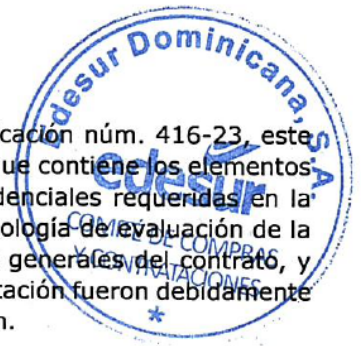 cación núm. 416-23, este
ue contiene los elementos
denciales requeridas en la
ología de evaluación de la
generales del contrato, y
tación fueron debidamente
n.
Edesur Dominicana, S.A.
edesur
COMITÉ DE COMPRAS
Y CONTRATACIONES
*